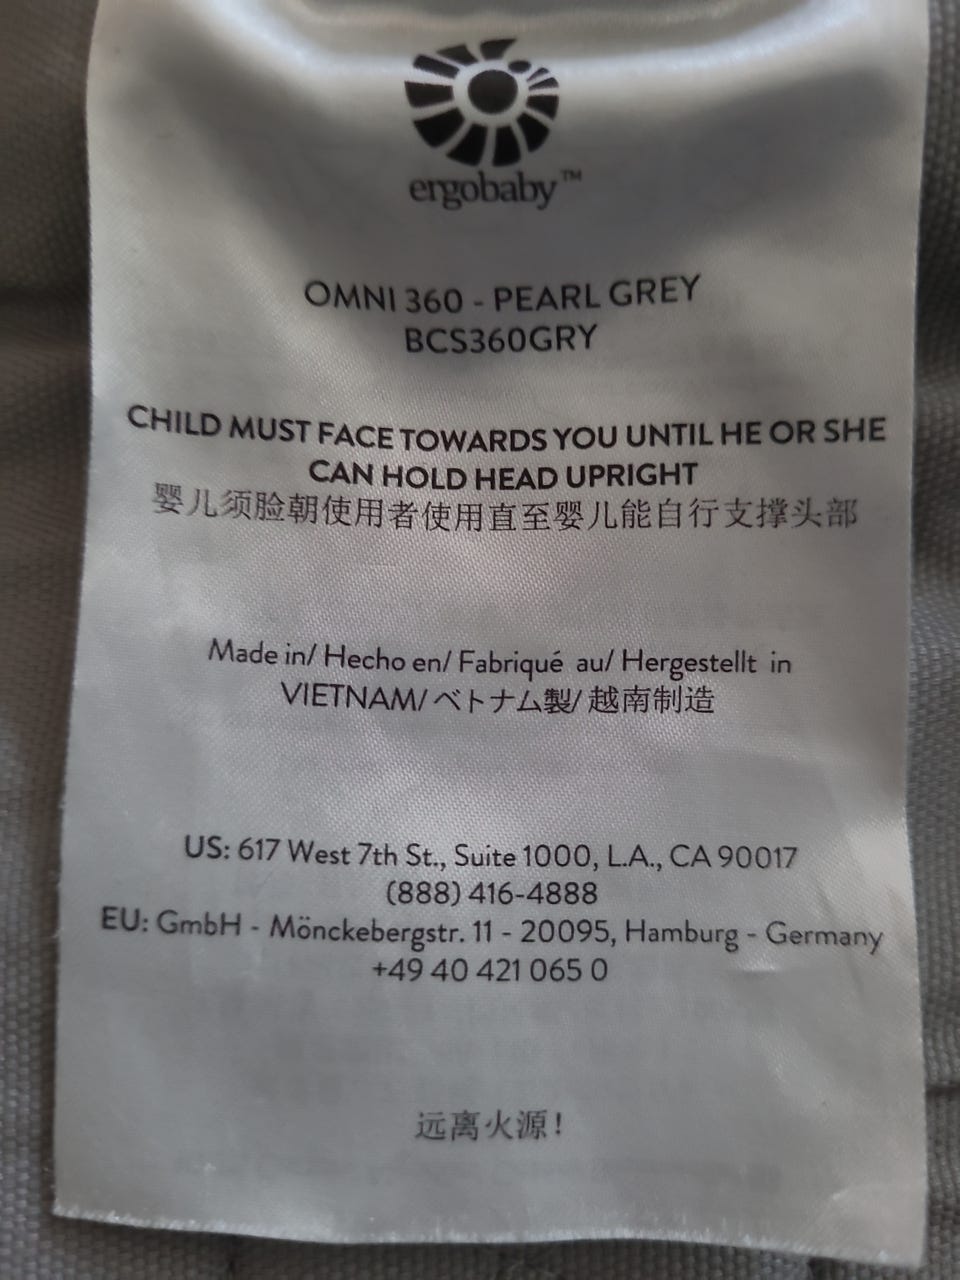 ergobaby™
OMNI 360 - PEARL GREY
BCS360GRY
CHILD MUST FACE TOWARDS YOU UNTIL HE OR SHE
CAN HOLD HEAD UPRIGHT
婴儿须脸朝使用者使用直至婴儿能自行支撑头部
Made in/ Hecho en/ Fabriqué au/ Hergestellt in
VIETNAM/ベトナム製/越南制造
US: 617 West 7th St., Suite 1000, L.A., CA 90017
(888) 416-4888
EU: GmbH - Mönckebergstr. 11 - 20095, Hamburg - Germany
+49 40 421 065 0
远离火源!